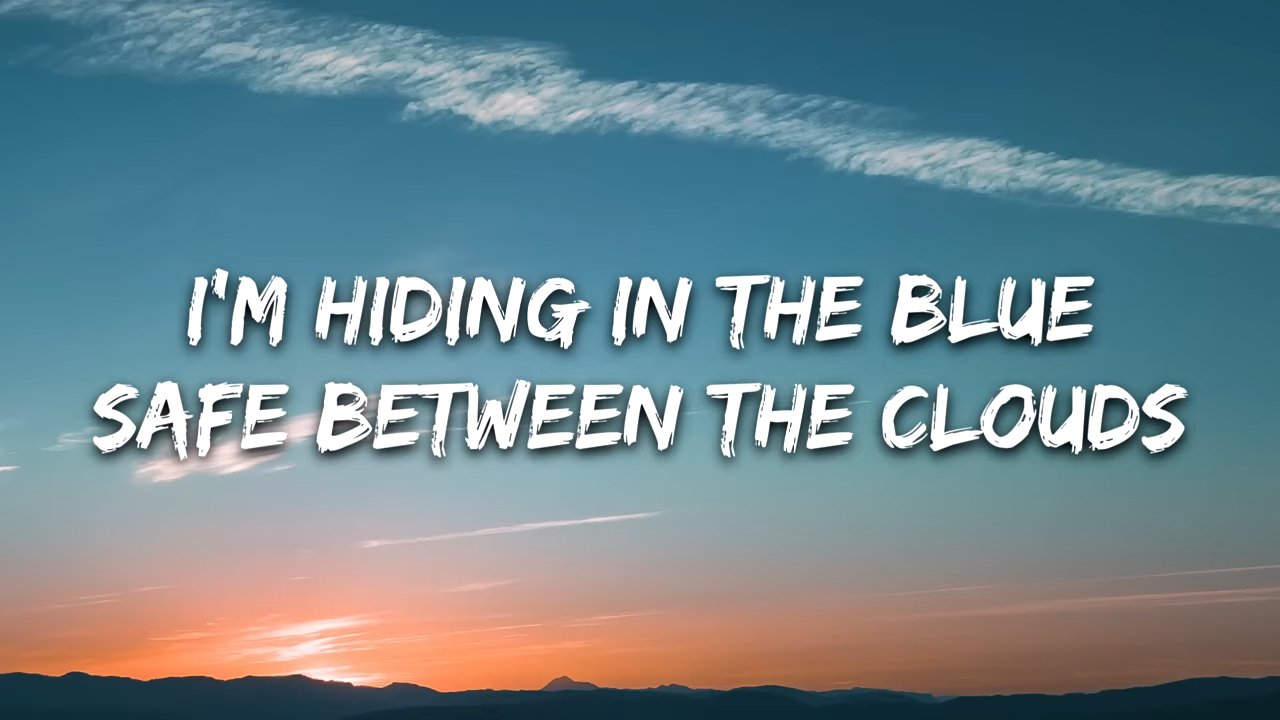 I'M HIDING IN THE BLUE
SAFE BETWEEN THE CLOUDS